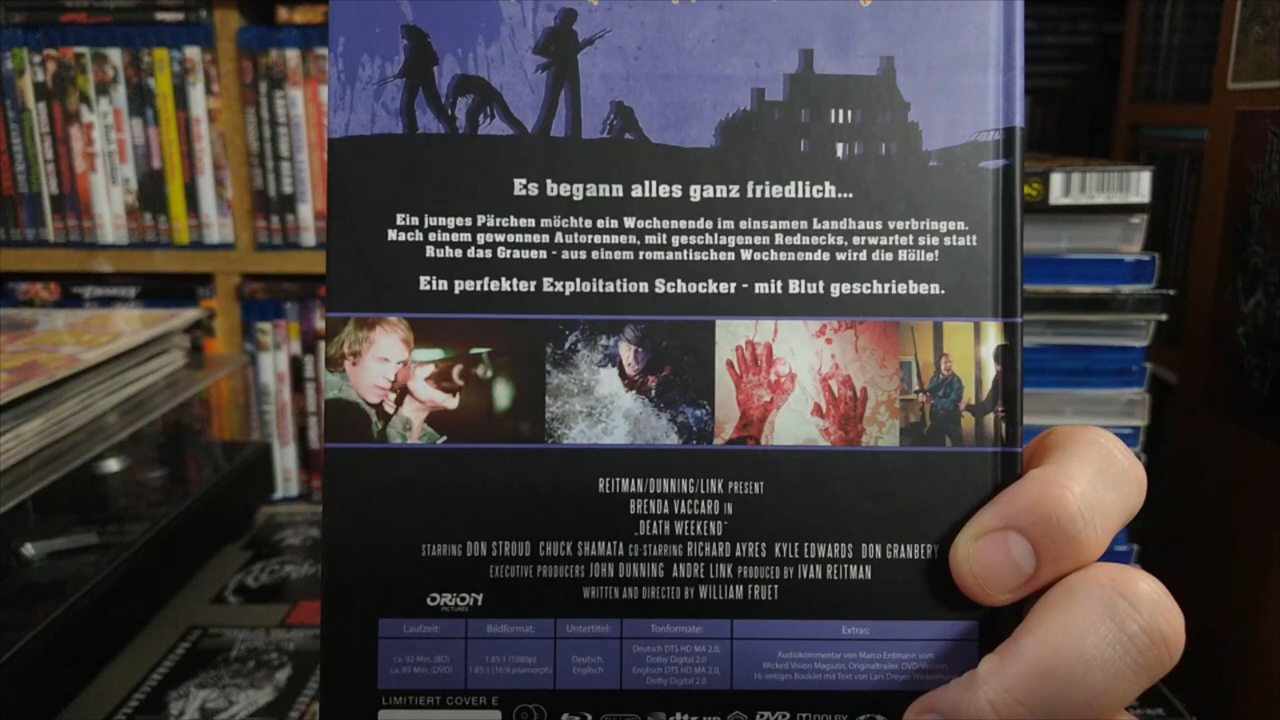 Es begann alles ganz friedlich...
Ein junges Pärchen möchte ein Wochenende im einsamen Landhaus verbringen.
Nach einem gewonnen Autorennen, mit geschlagenen Rednecks, erwartet sie statt
Ruhe das Grauen - aus einem romantischen Wochenende wird die Hölle!
Ein perfekter Exploitation Schocker - mit Blut geschrieben.
REITMAN/DUNNING/LINK PRESENT
BRENDA VACCARO IN
„DEATH WEEKEND"
STARRING DON STROUD CHUCK SHAMATA CO-STARRING RICHARD AYRES KYLE EDWARDS DON GRANBERY
EXECUTIVE PRODUCERS JOHN DUNNING ANDRE LINK PRODUCED BY IVAN REITMAN
WRITTEN AND DIRECTED BY WILLIAM FRUET
ORION
PICTURES
Laufzeit: Bildformat: Untertitel: Tonformate: Extras:
ca. 92 Min. (BD)
ca. 89 Min. (DVD)
1.85:1 (1080p)
1.85:1 (16:9 anamorph)
Deutsch,
Englisch
Deutsch DTS HD MA 2.0,
Dolby Digital 2.0
Englisch DTS HD MA 2.0,
Dolby Digital 2.0
Audiokommentar von Marco Erdmann vom
Wicked Vision Magazin, Originaltrailer, DVD-Version,
16-seitiges Booklet mit Text von Lars Dreyer-Winkelmann
LIMITIERT COVER E